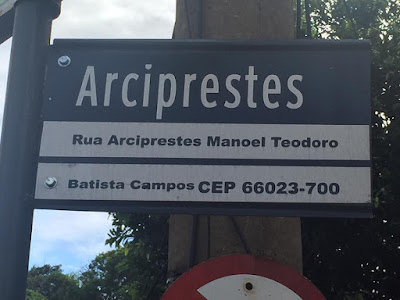 Arciprestes
Rua Arciprestes Manoel Teodoro
Batista Campos CEP 66023-700